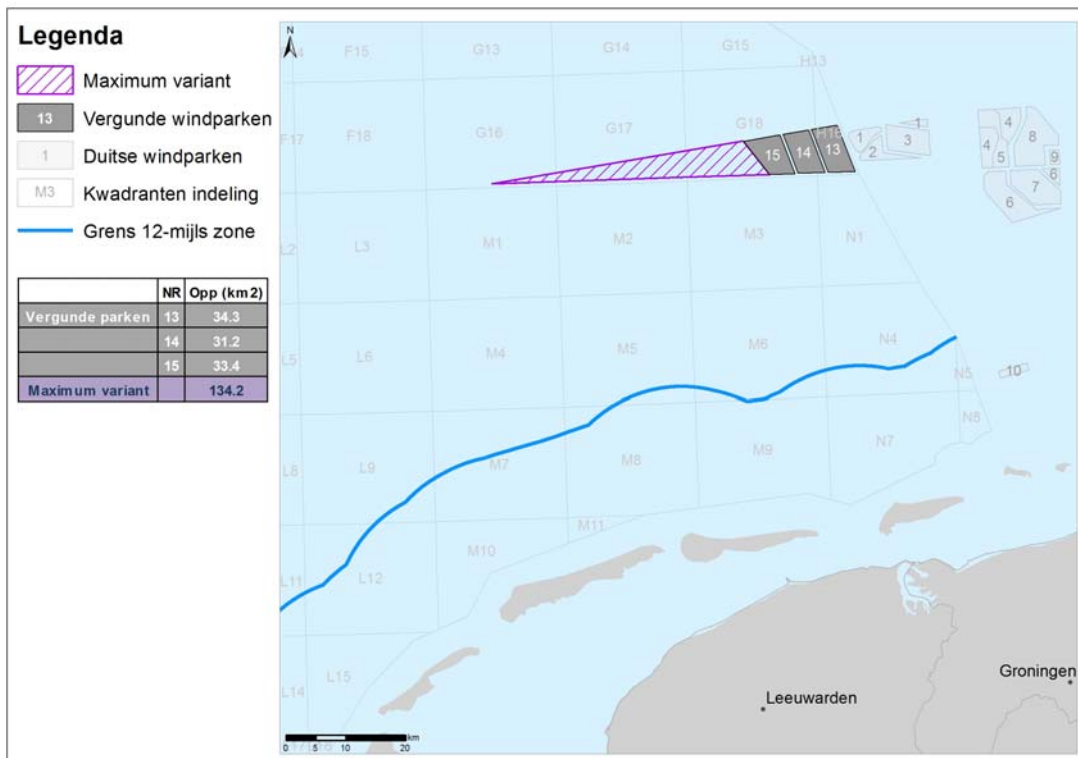 Legenda
Maximum variant
13 Vergunde windparken
1 Duitse windparken
M3 Kwadranten indeling
Grens 12-mijls zone
NR Opp (km2)
Vergunde parken 13 34.3
14 31.2
15 33.4
Maximum variant 134.2
N
F15 G13 G14 G15
H13
F17 F18 G16 G17 G18
15 14 13
1 2 3 1
4 4 5 8 9 6 7 6
L2 L3 M1 M2 M3 N1
L5 L6 M4 M5 M6 N4
N5 10
L8 L9 M7 M8 M9 N7 N8
M10 M11
L11 L12
L14 L15
Leeuwarden
Groningen
0 5 10 20 km